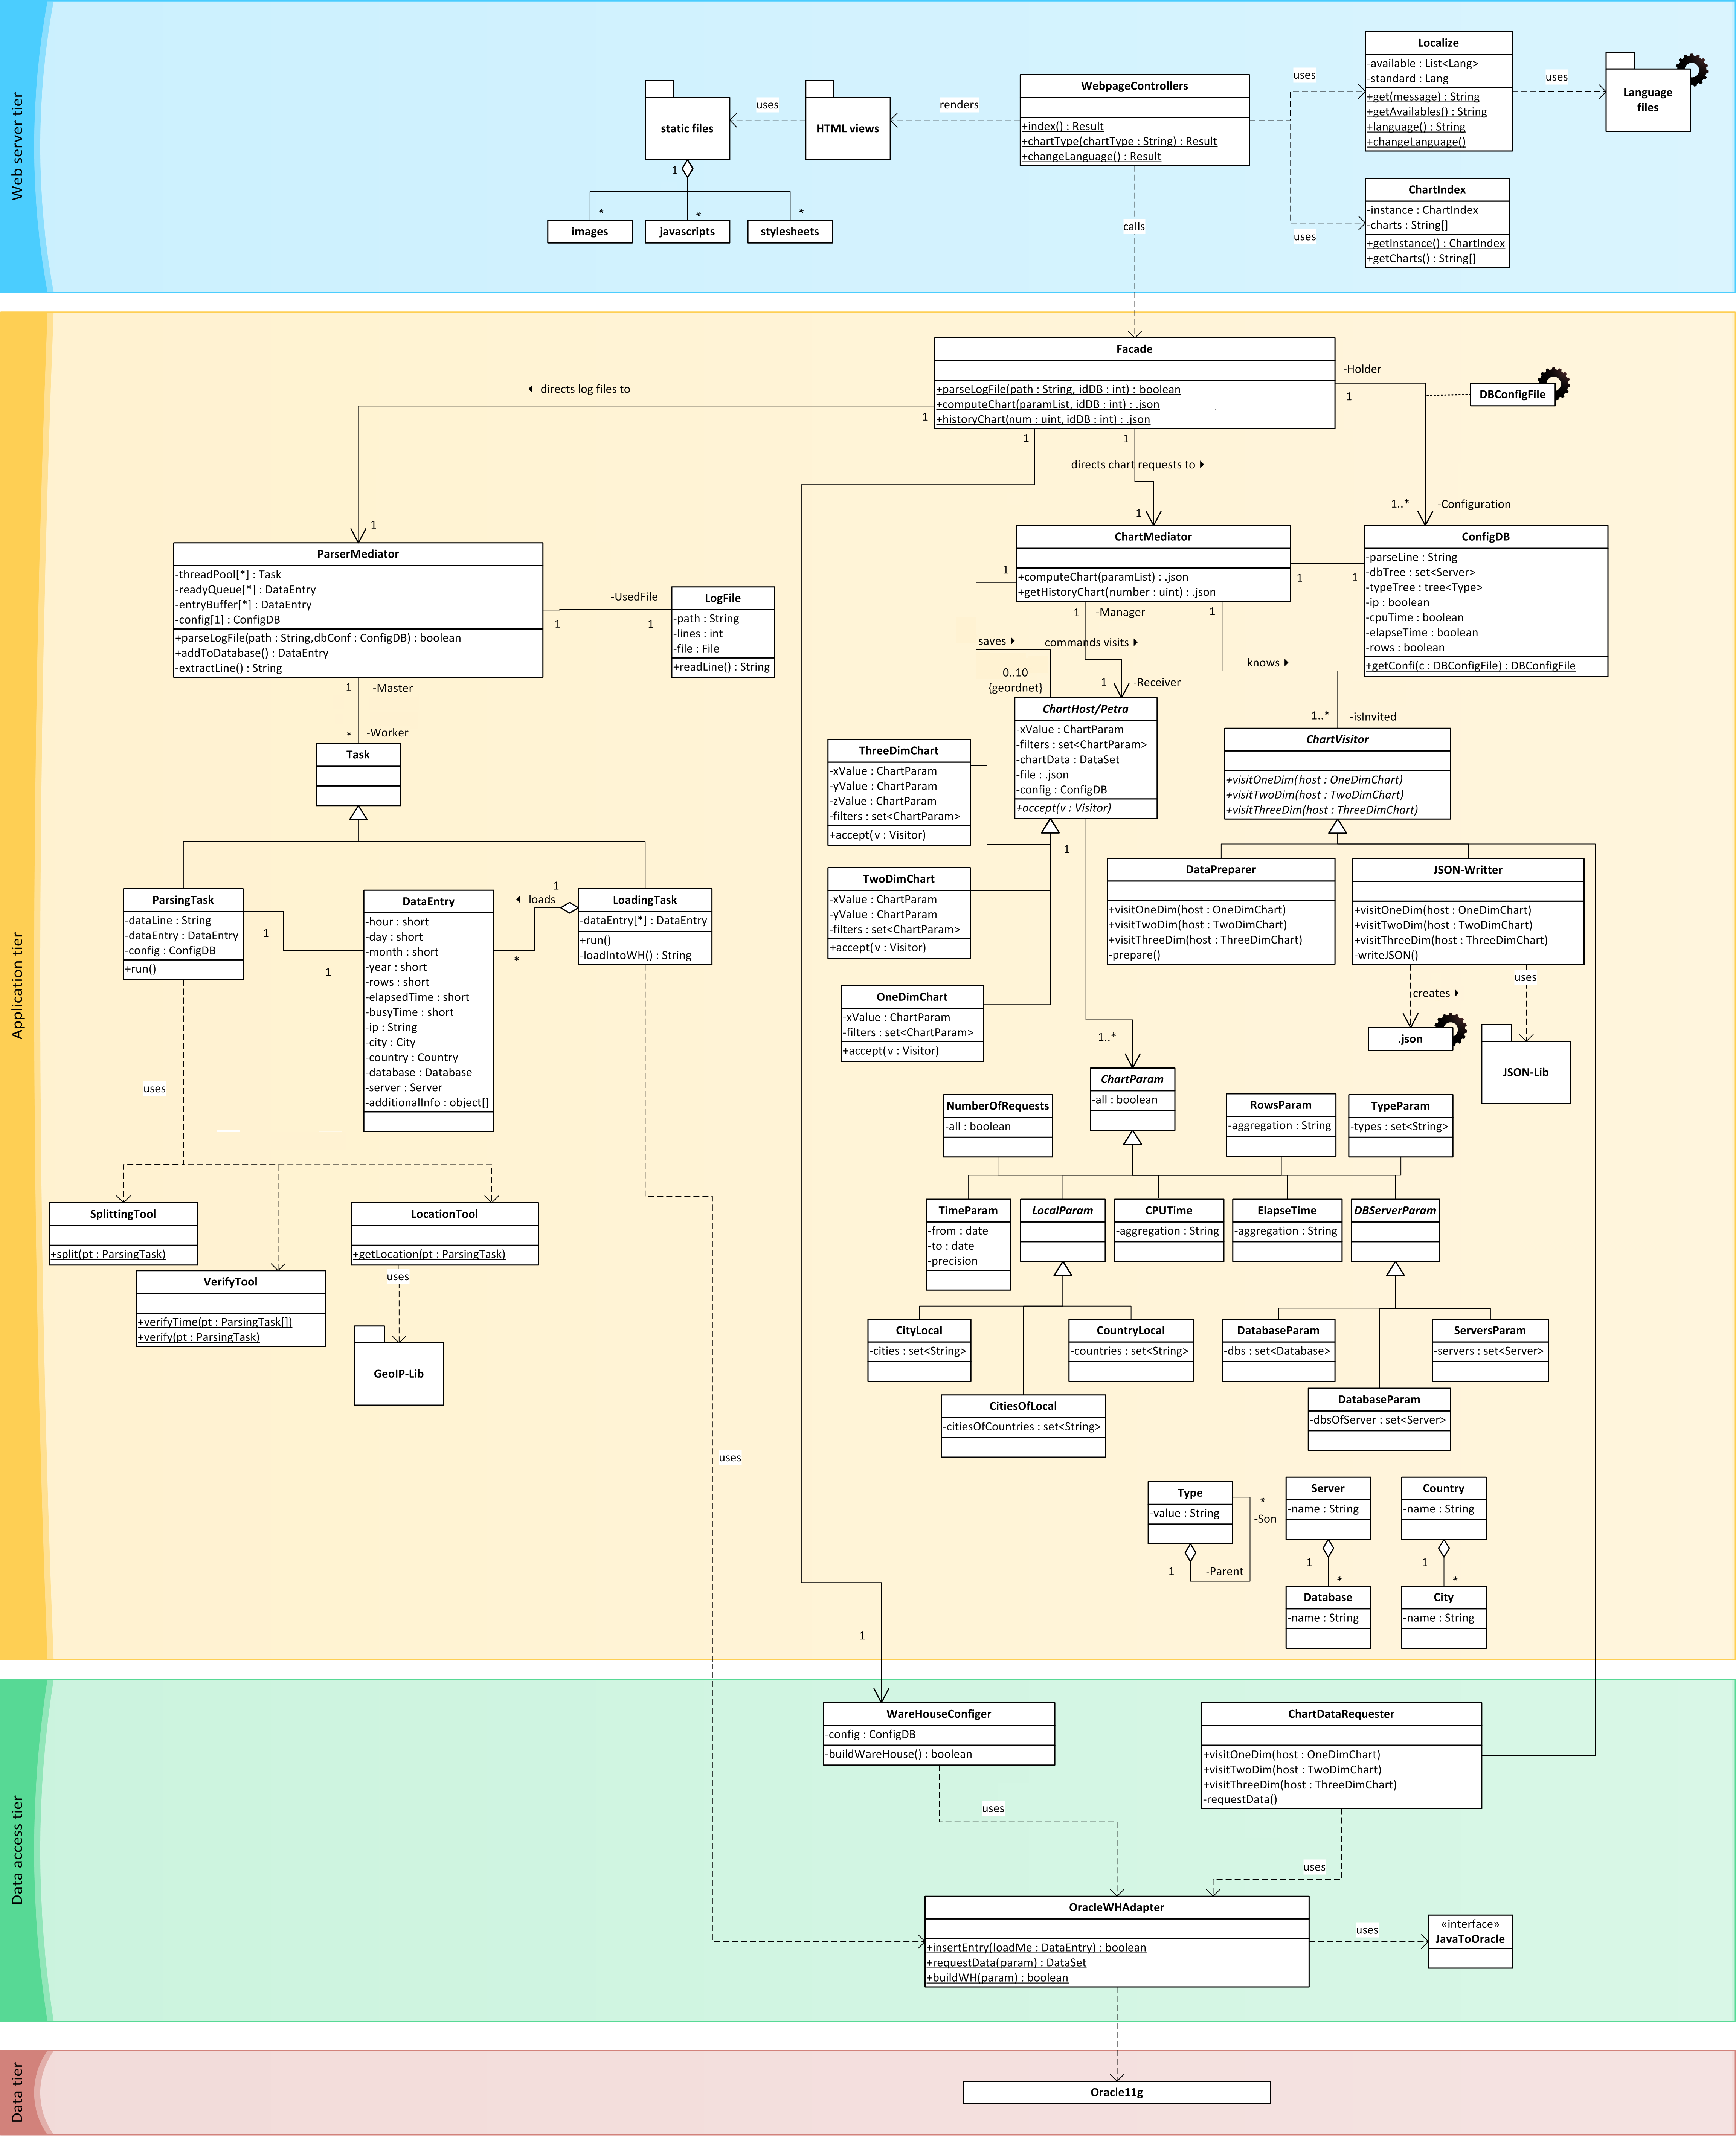 Web server tier
Localize
-available : List<Lang>
-standard : Lang
+get(message) : String
+getAvailables() : String
+language() : String
+changeLanguage()
uses
Language
files
uses
WebpageControllers
+index() : Result
+chartType(chartType : String) : Result
+changeLanguage() : Result
renders
HTML views
uses
static files
1
*
*
*
images
javascripts
stylesheets
ChartIndex
-instance : ChartIndex
-charts : String[]
+getInstance() : ChartIndex
+getCharts() : String[]
uses
calls
Application tier
Facade
+parseLogFile(path : String, idDB : int) : boolean
+computeChart(paramList, idDB : int) : .json
+historyChart(num : uint, idDB : int) : .json
-Holder
1
DBConfigFile
directs log files to
1
1
1
directs chart requests to
1
1
1..*
-Configuration
ParserMediator
-threadPool[*] : Task
-readyQueue[*] : DataEntry
-entryBuffer[*] : DataEntry
-config[1] : ConfigDB
+parseLogFile(path : String,dbConf : ConfigDB) : boolean
+addToDatabase() : DataEntry
-extractLine() : String
-UsedFile
1
1
LogFile
-path : String
-lines : int
-file : File
+readLine() : String
ChartMediator
+computeChart(paramList) : .json
+getHistoryChart(number : uint) : .json
1
1
ConfigDB
-parseLine : String
-dbTree : set<Server>
-typeTree : tree<Type>
-ip : boolean
-cpuTime : boolean
-elapseTime : boolean
-rows : boolean
+getConfi(c : DBConfigFile) : DBConfigFile
1
1
-Manager
1
saves
commands visits
knows
0..10
{geordnet}
1
-Receiver
1..*
-isInvited
1
-Master
*
-Worker
Task
ChartHost/Petra
-xValue : ChartParam
-filters : set<ChartParam>
-chartData : DataSet
-file : .json
-config : ConfigDB
+accept(v : Visitor)
ChartVisitor
+visitOneDim(host : OneDimChart)
+visitTwoDim(host : TwoDimChart)
+visitThreeDim(host : ThreeDimChart)
ThreeDimChart
-xValue : ChartParam
-yValue : ChartParam
-zValue : ChartParam
-filters : set<ChartParam>
+accept(v : Visitor)
1
TwoDimChart
-xValue : ChartParam
-yValue : ChartParam
-filters : set<ChartParam>
+accept(v : Visitor)
OneDimChart
-xValue : ChartParam
-filters : set<ChartParam>
+accept(v : Visitor)
DataPreparer
+visitOneDim(host : OneDimChart)
+visitTwoDim(host : TwoDimChart)
+visitThreeDim(host : ThreeDimChart)
-prepare()
JSON-Writter
+visitOneDim(host : OneDimChart)
+visitTwoDim(host : TwoDimChart)
+visitThreeDim(host : ThreeDimChart)
-writeJSON()
creates
uses
.json
JSON-Lib
ParsingTask
-dataLine : String
-dataEntry : DataEntry
-config : ConfigDB
+run()
1
1
DataEntry
-hour : short
-day : short
-month : short
-year : short
-rows : short
-elapsedTime : short
-busyTime : short
-ip : String
-city : City
-country : Country
-database : Database
-server : Server
-additionalInfo : object[]
loads
1
*
LoadingTask
-dataEntry[*] : DataEntry
+run()
-loadIntoWH() : String
uses
SplittingTool
+split(pt : ParsingTask)
VerifyTool
+verifyTime(pt : ParsingTask[])
+verify(pt : ParsingTask)
LocationTool
+getLocation(pt : ParsingTask)
uses
GeoIP-Lib
uses
1..*
ChartParam
-all : boolean
NumberOfRequests
-all : boolean
RowsParam
-aggregation : String
TypeParam
-types : set<String>
TimeParam
-from : date
-to : date
-precision
LocalParam
CPUTime
-aggregation : String
ElapseTime
-aggregation : String
DBServerParam
CityLocal
-cities : set<String>
CountryLocal
-countries : set<String>
CitiesOfLocal
-citiesOfCountries : set<String>
DatabaseParam
-dbs : set<Database>
ServersParam
-servers : set<Server>
DatabaseParam
-dbsOfServer : set<Server>
Type
-value : String
*
-Son
1
-Parent
Server
-name : String
1
*
Database
-name : String
Country
-name : String
1
*
City
-name : String
1
Data access tier
WareHouseConfiger
-config : ConfigDB
-buildWareHouse() : boolean
ChartDataRequester
+visitOneDim(host : OneDimChart)
+visitTwoDim(host : TwoDimChart)
+visitThreeDim(host : ThreeDimChart)
-requestData()
uses
uses
OracleWHAdapter
+insertEntry(loadMe : DataEntry) : boolean
+requestData(param) : DataSet
+buildWH(param) : boolean
uses
«interface»
JavaToOracle
Data tier
Oracle11g